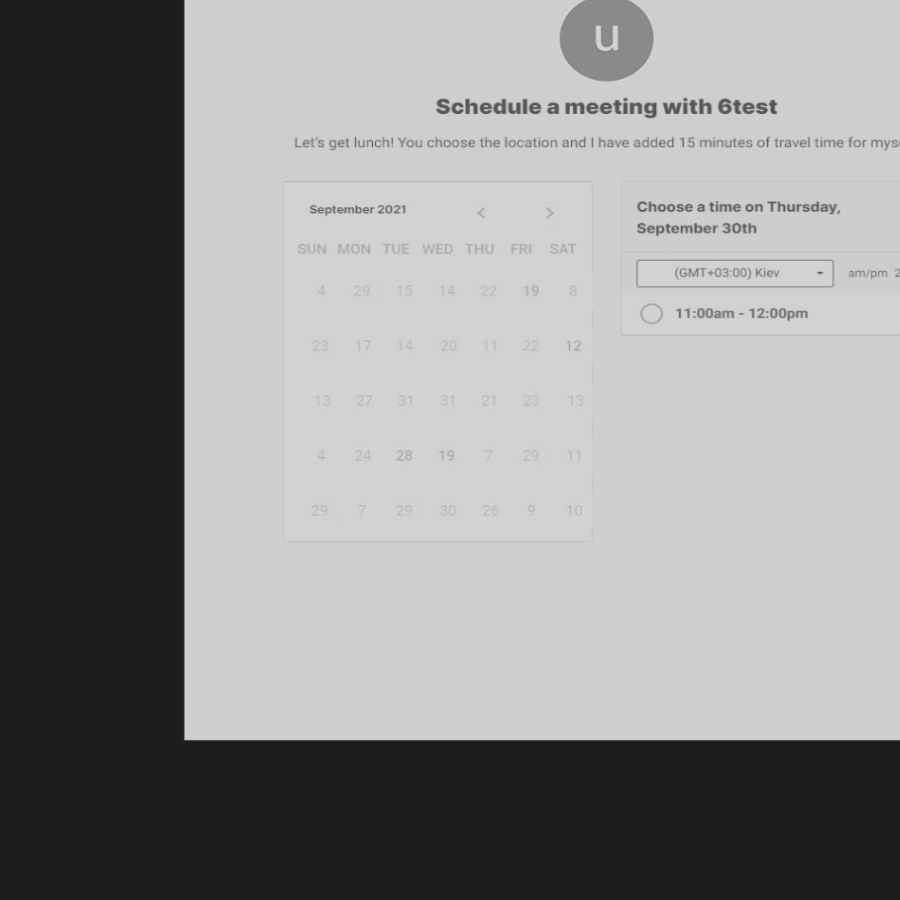 u
Schedule a meeting with 6test
Let's get lunch! You choose the location and I have added 15 minutes of travel time for
September 2021
SUN MON TUE WED THU FRI SAT
4 29 15 14 22 19 8
23 17 14 20 11 22 12
13 27 31 31 21 23 13
4 24 28 19 7 29 11
29 7 29 30 26 9 10
Choose a time on Thursday,
September 30th
(GMT+03:00) Kiev
am/pm 2
11:00am - 12:00pm